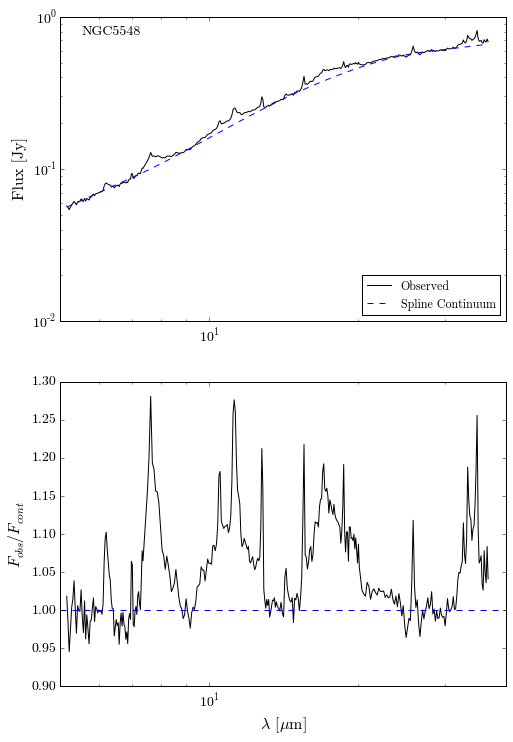 NGC5548
10^0
10^-1
10^-2
Flux [Jy]
Observed
Spline Continuum
10^1
1.30
1.25
1.20
1.15
1.10
1.05
1.00
0.95
0.90
F_obs/F_cont
10^1
λ [μm]